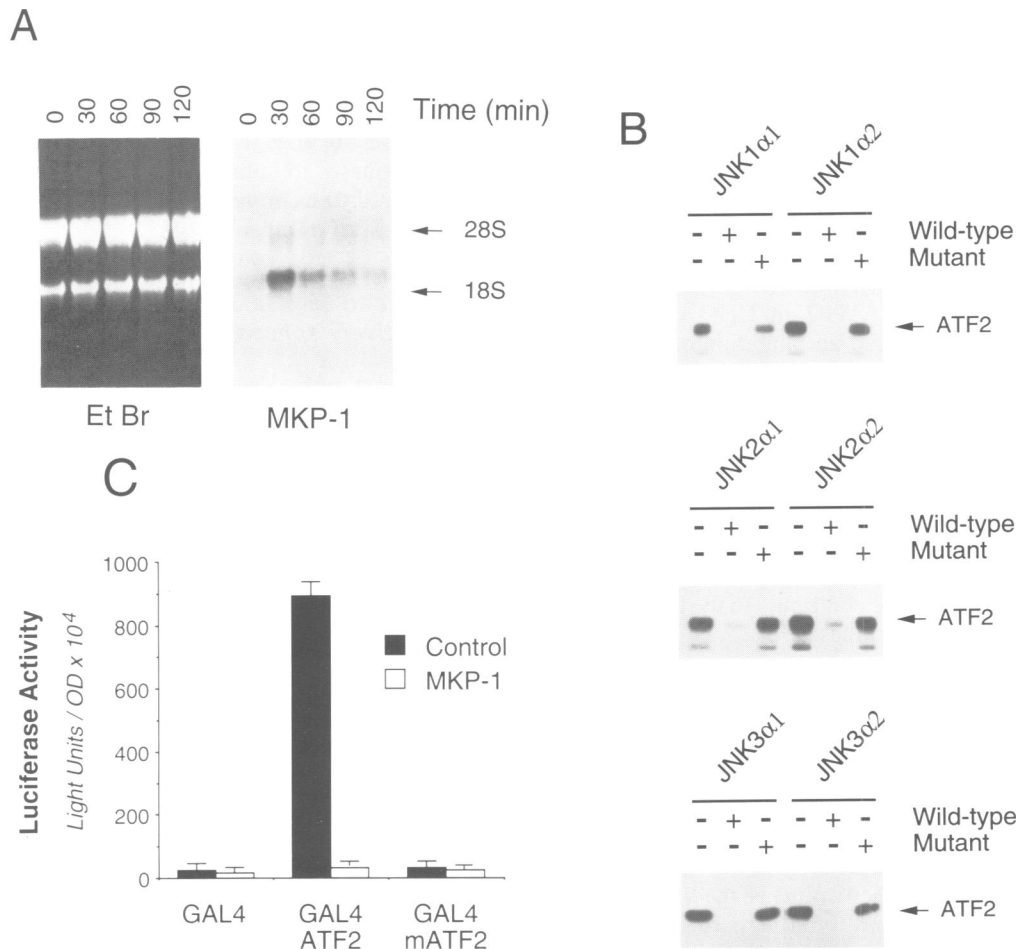 A
0 30 60 90 120 0 30 60 90 120 Time (min)
28S
18S
Et Br MKP-1
B
JNK1α1 JNK1α2
- + - - + - Wild-type
- - + - - + Mutant
ATF2
JNK2α1 JNK2α2
- + - - + - Wild-type
- - + - - + Mutant
ATF2
JNK3α1 JNK3α2
- + - - + - Wild-type
- - + - - + Mutant
ATF2
C
Luciferase Activity
Light Units / OD x 10⁴
1000
800
600
400
200
0
Control
MKP-1
GAL4 GAL4 GAL4
ATF2 mATF2